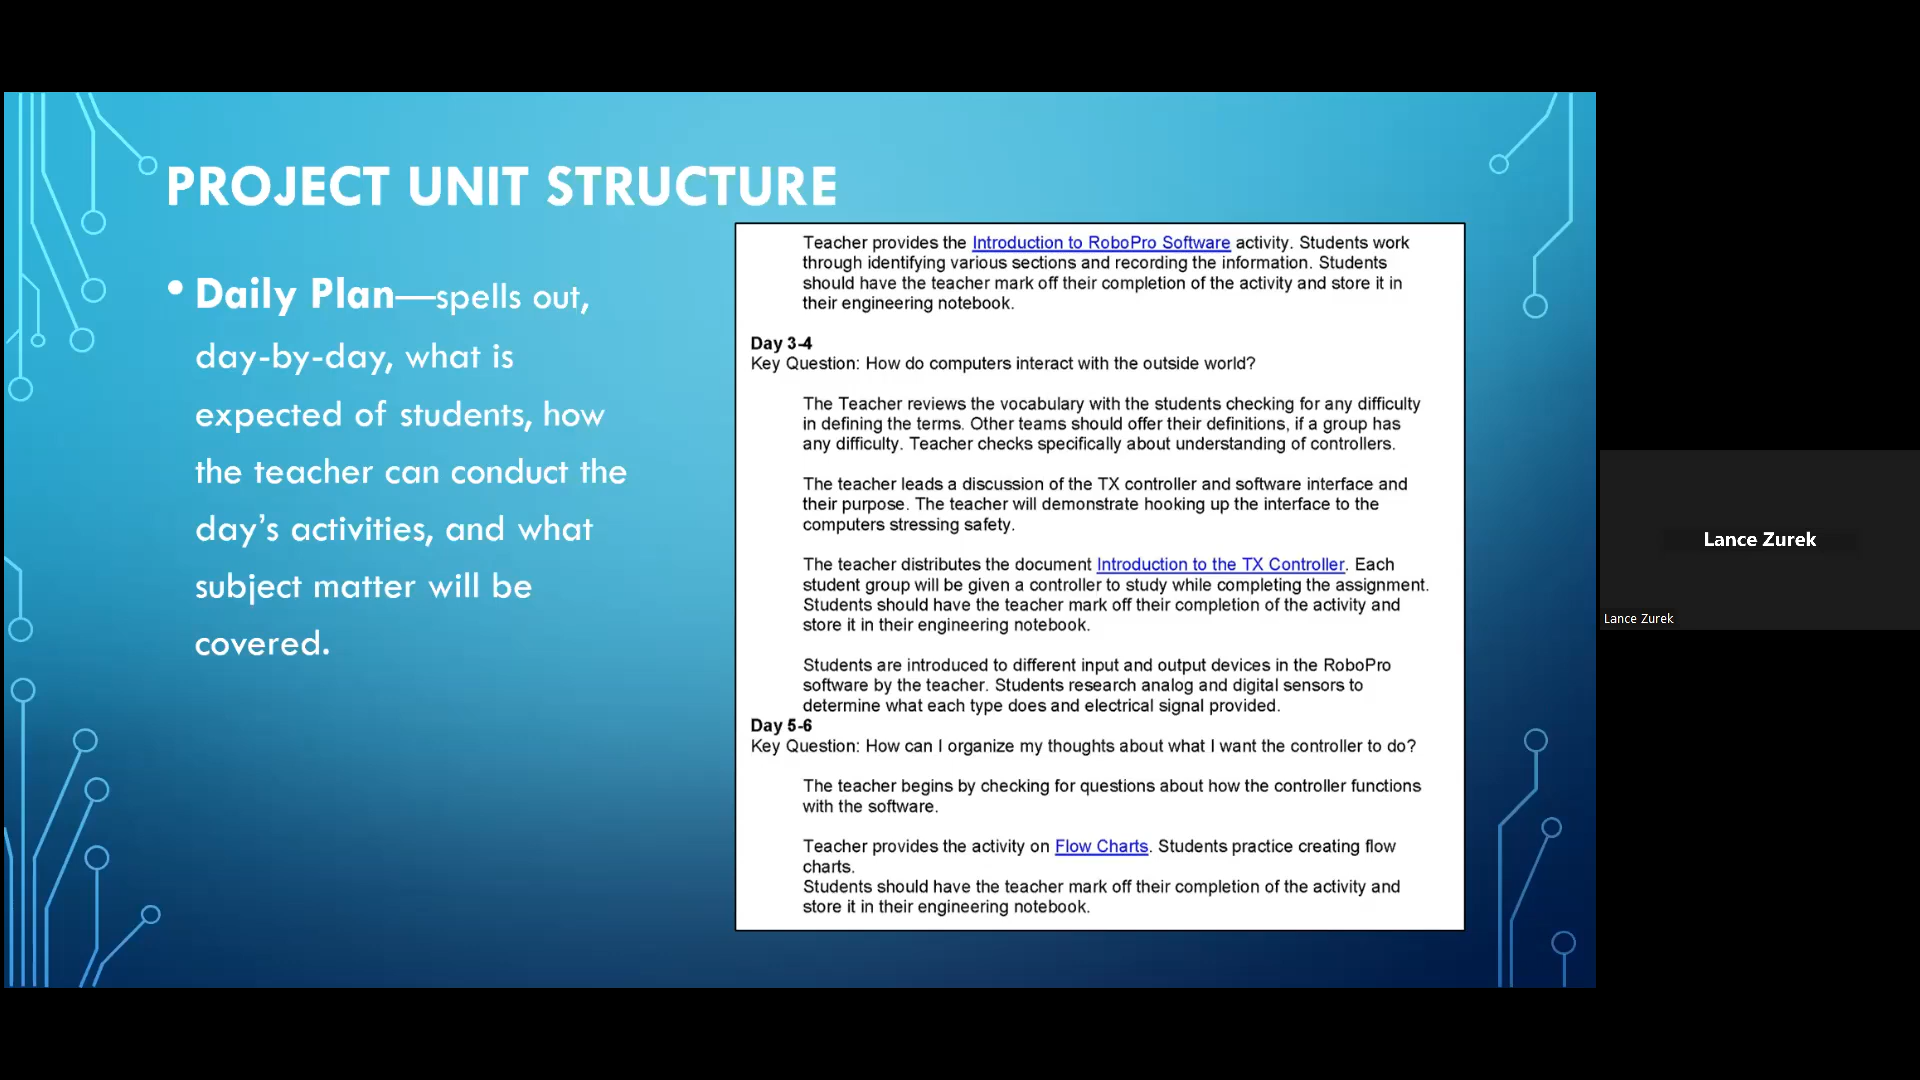 PROJECT UNIT STRUCTURE
• Daily Plan—spells out,
day-by-day, what is
expected of students, how
the teacher can conduct the
day’s activities, and what
subject matter will be
covered.
Teacher provides the Introduction to RoboPro Software activity. Students work
through identifying various sections and recording the information. Students
should have the teacher mark off their completion of the activity and store it in
their engineering notebook.
Day 3-4
Key Question: How do computers interact with the outside world?
The Teacher reviews the vocabulary with the students checking for any difficulty
in defining the terms. Other teams should offer their definitions, if a group has
any difficulty. Teacher checks specifically about understanding of controllers.
The teacher leads a discussion of the TX controller and software interface and
their purpose. The teacher will demonstrate hooking up the interface to the
computers stressing safety.
The teacher distributes the document Introduction to the TX Controller. Each
student group will be given a controller to study while completing the assignment.
Students should have the teacher mark off their completion of the activity and
store it in their engineering notebook.
Students are introduced to different input and output devices in the RoboPro
software by the teacher. Students research analog and digital sensors to
determine what each type does and electrical signal provided.
Day 5-6
Key Question: How can I organize my thoughts about what I want the controller to do?
The teacher begins by checking for questions about how the controller functions
with the software.
Teacher provides the activity on Flow Charts. Students practice creating flow
charts.
Students should have the teacher mark off their completion of the activity and
store it in their engineering notebook.
Lance Zurek
Lance Zurek